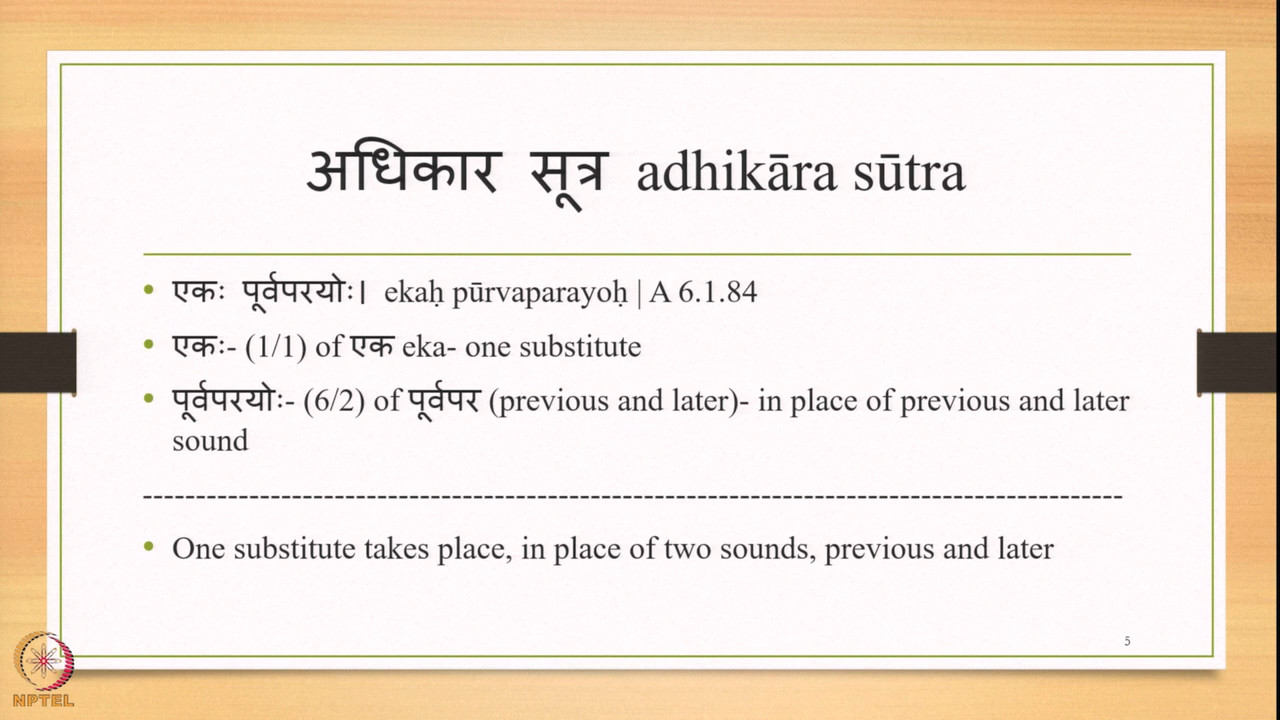 अधिकार सूत्र adhikāra sūtra
• एकः पूर्वपरयोः। ekaḥ pūrvaparayoḥ | A 6.1.84
• एकः- (1/1) of एक eka- one substitute
• पूर्वपरयोः- (6/2) of पूर्वपर (previous and later)- in place of previous and later
sound
--------------------------------------------------------------------------------------------
• One substitute takes place, in place of two sounds, previous and later
5
NPTEL